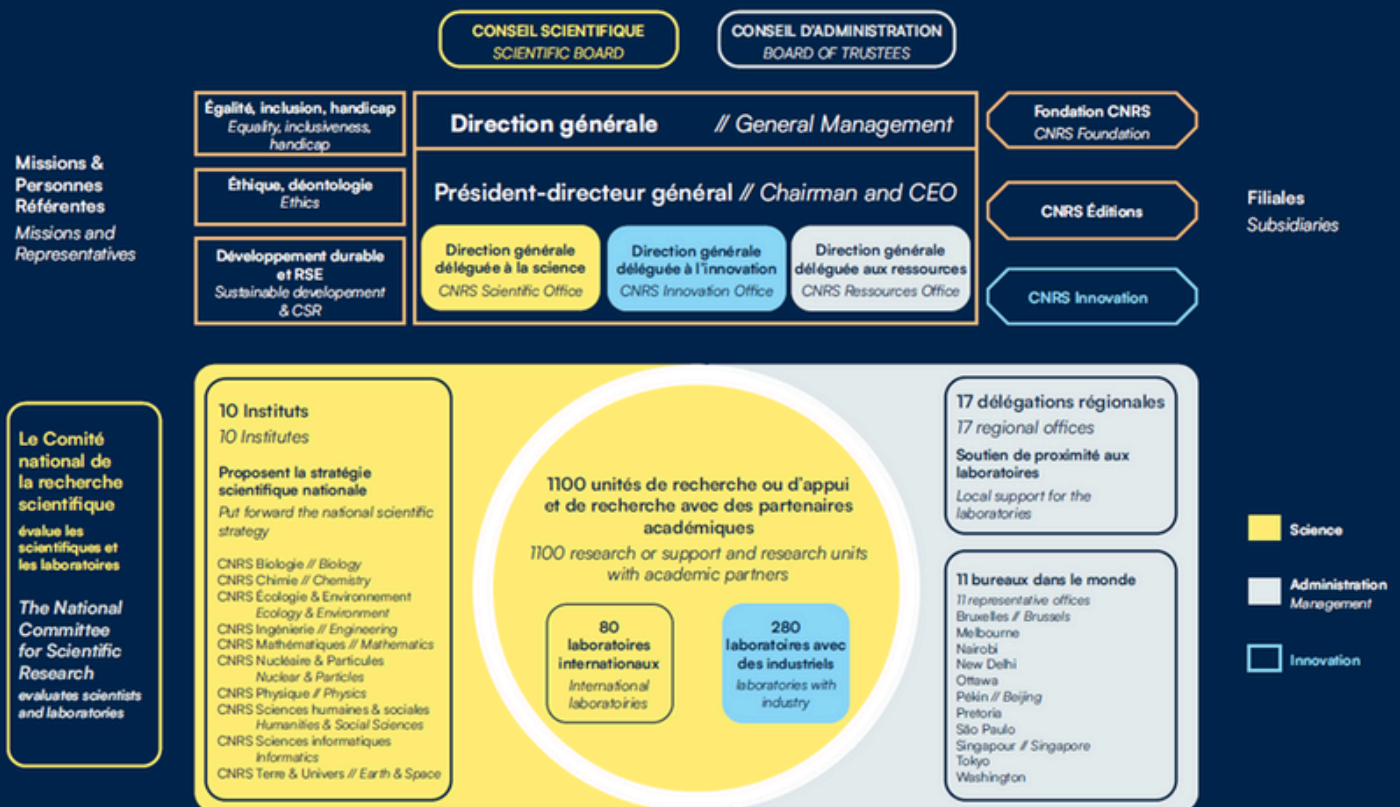 CONSEIL SCIENTIFIQUE
SCIENTIFIC BOARD
CONSEIL D'ADMINISTRATION
BOARD OF TRUSTEES
Missions &
Personnes
Référentes
Missions and
Representatives
Égalité, inclusion, handicap
Equality, inclusiveness,
handicap
Éthique, déontologie
Ethics
Développement durable
et RSE
Sustainable developement
& CSR
Direction générale // General Management
Président-directeur général // Chairman and CEO
Direction générale
déléguée à la science
CNRS Scientific Office
Direction générale
déléguée à l'innovation
CNRS Innovation Office
Direction générale
déléguée aux ressources
CNRS Ressources Office
Fondation CNRS
CNRS Foundation
CNRS Éditions
CNRS Innovation
Filiales
Subsidiaries
Le Comité
national de
la recherche
scientifique
évalue les
scientifiques et
les laboratoires
The National
Committee
for Scientific
Research
evaluates scientists
and laboratories
10 Instituts
10 Institutes
Proposent la stratégie
scientifique nationale
Put forward the national scientific
strategy
CNRS Biologie // Biology
CNRS Chimie // Chemistry
CNRS Écologie & Environnement
Ecology & Environment
CNRS Ingénierie // Engineering
CNRS Mathématiques // Mathematics
CNRS Nucléaire & Particules
Nuclear & Particles
CNRS Physique // Physics
CNRS Sciences humaines & sociales
Humanities & Social Sciences
CNRS Sciences informatiques
Informatics
CNRS Terre & Univers // Earth & Space
1100 unités de recherche ou d'appui
et de recherche avec des partenaires
académiques
1100 research or support and research units
with academic partners
80
laboratoires
internationaux
International
laboratoiries
280
laboratoires avec
des industriels
laboratories with
industry
17 délégations régionales
17 regional offices
Soutien de proximité aux
laboratoires
Local support for the
laboratories
11 bureaux dans le monde
11 representative offices
Bruxelles // Brussels
Melbourne
Nairobi
New Delhi
Ottawa
Pékin // Beijing
Pretoria
São Paulo
Singapour // Singapore
Tokyo
Washington
Science
Administration
Management
Innovation